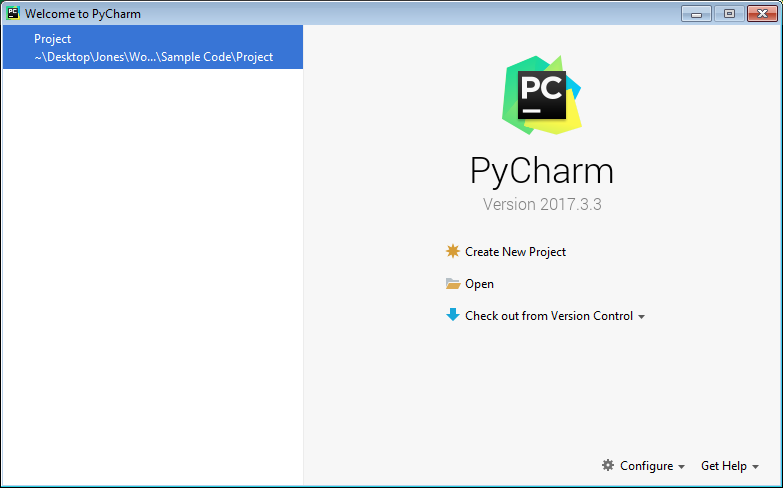 Welcome to PyCharm
Project
~\Desktop\Jones\Wo...\Sample Code\Project
PC
PyCharm
Version 2017.3.3
Create New Project
Open
Check out from Version Control
Configure
Get Help